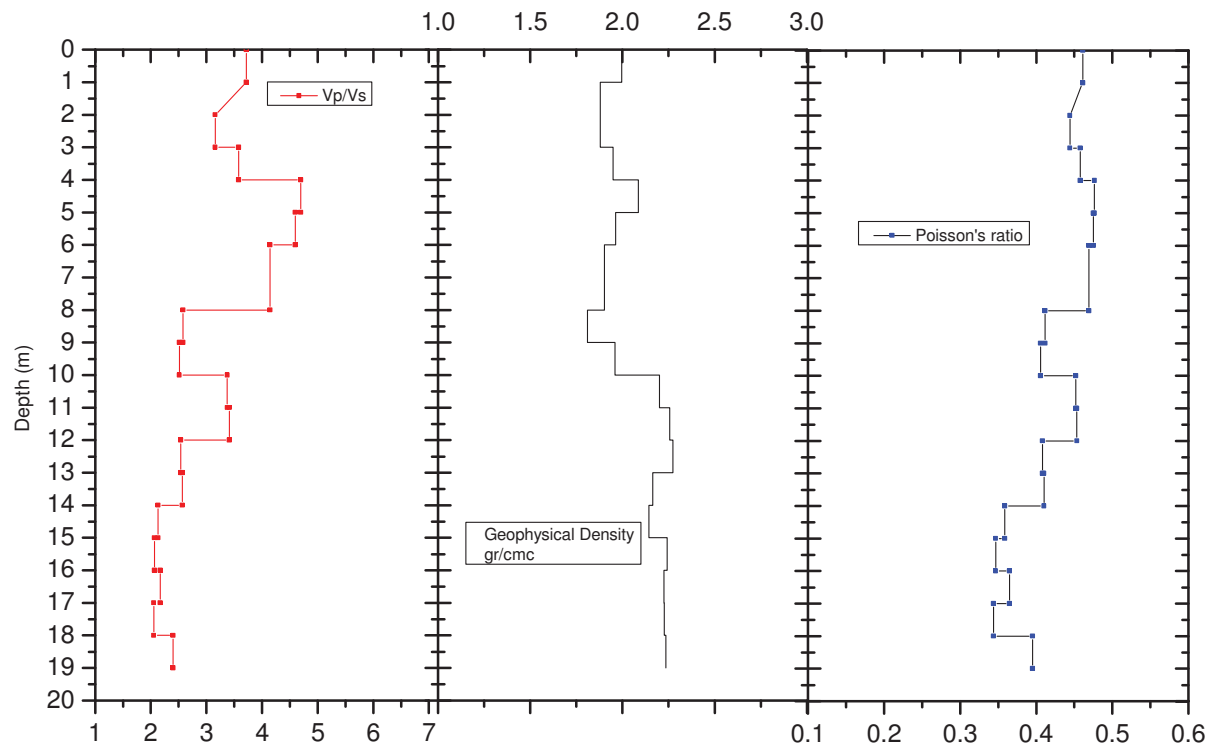 1.0 1.5 2.0 2.5 3.0
0
1
2
3
4
5
6
7
8
9
10
11
12
13
14
15
16
17
18
19
20
Depth (m)
Vp/Vs
Geophysical Density
gr/cmc
Poisson's ratio
1 2 3 4 5 6 7
0.1 0.2 0.3 0.4 0.5 0.6